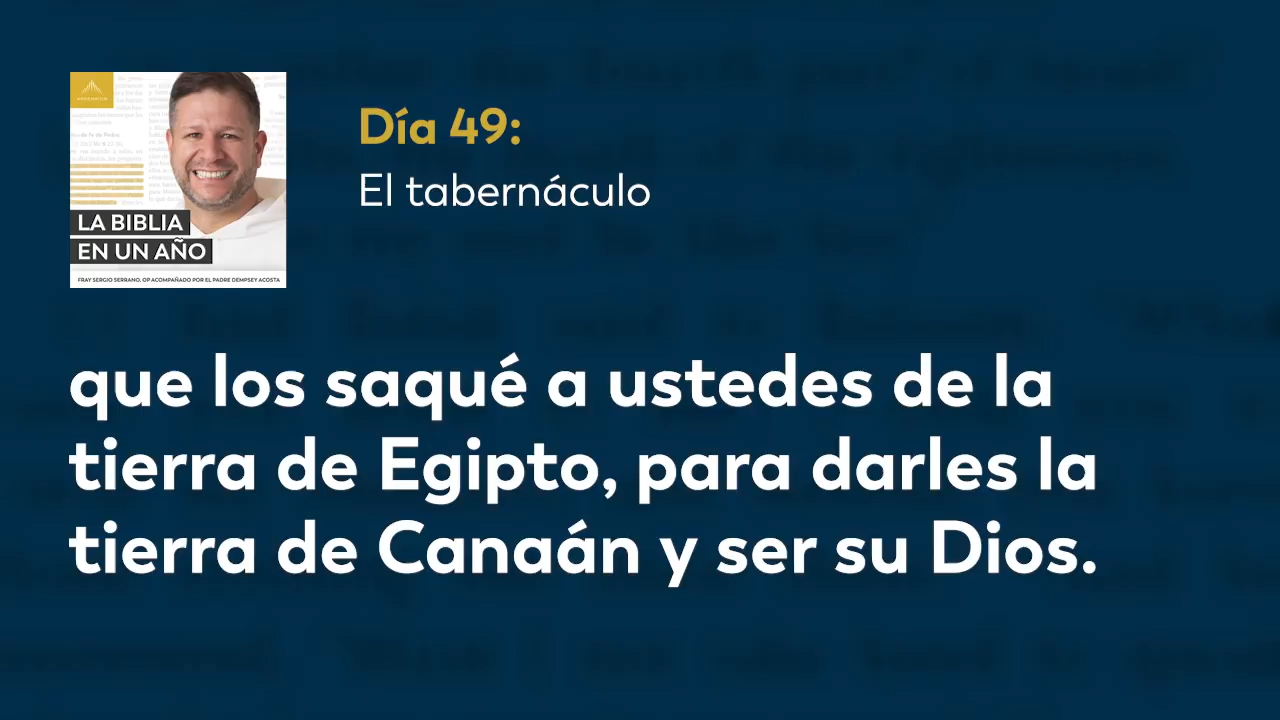 Día 49:
El tabernáculo
LA BIBLIA
EN UN AÑO
FRAY SERGIO SERRANO, OP ACOMPAÑADO POR EL PADRE DEMPSEY ACOSTA
que los saqué a ustedes de la
tierra de Egipto, para darles la
tierra de Canaán y ser su Dios.